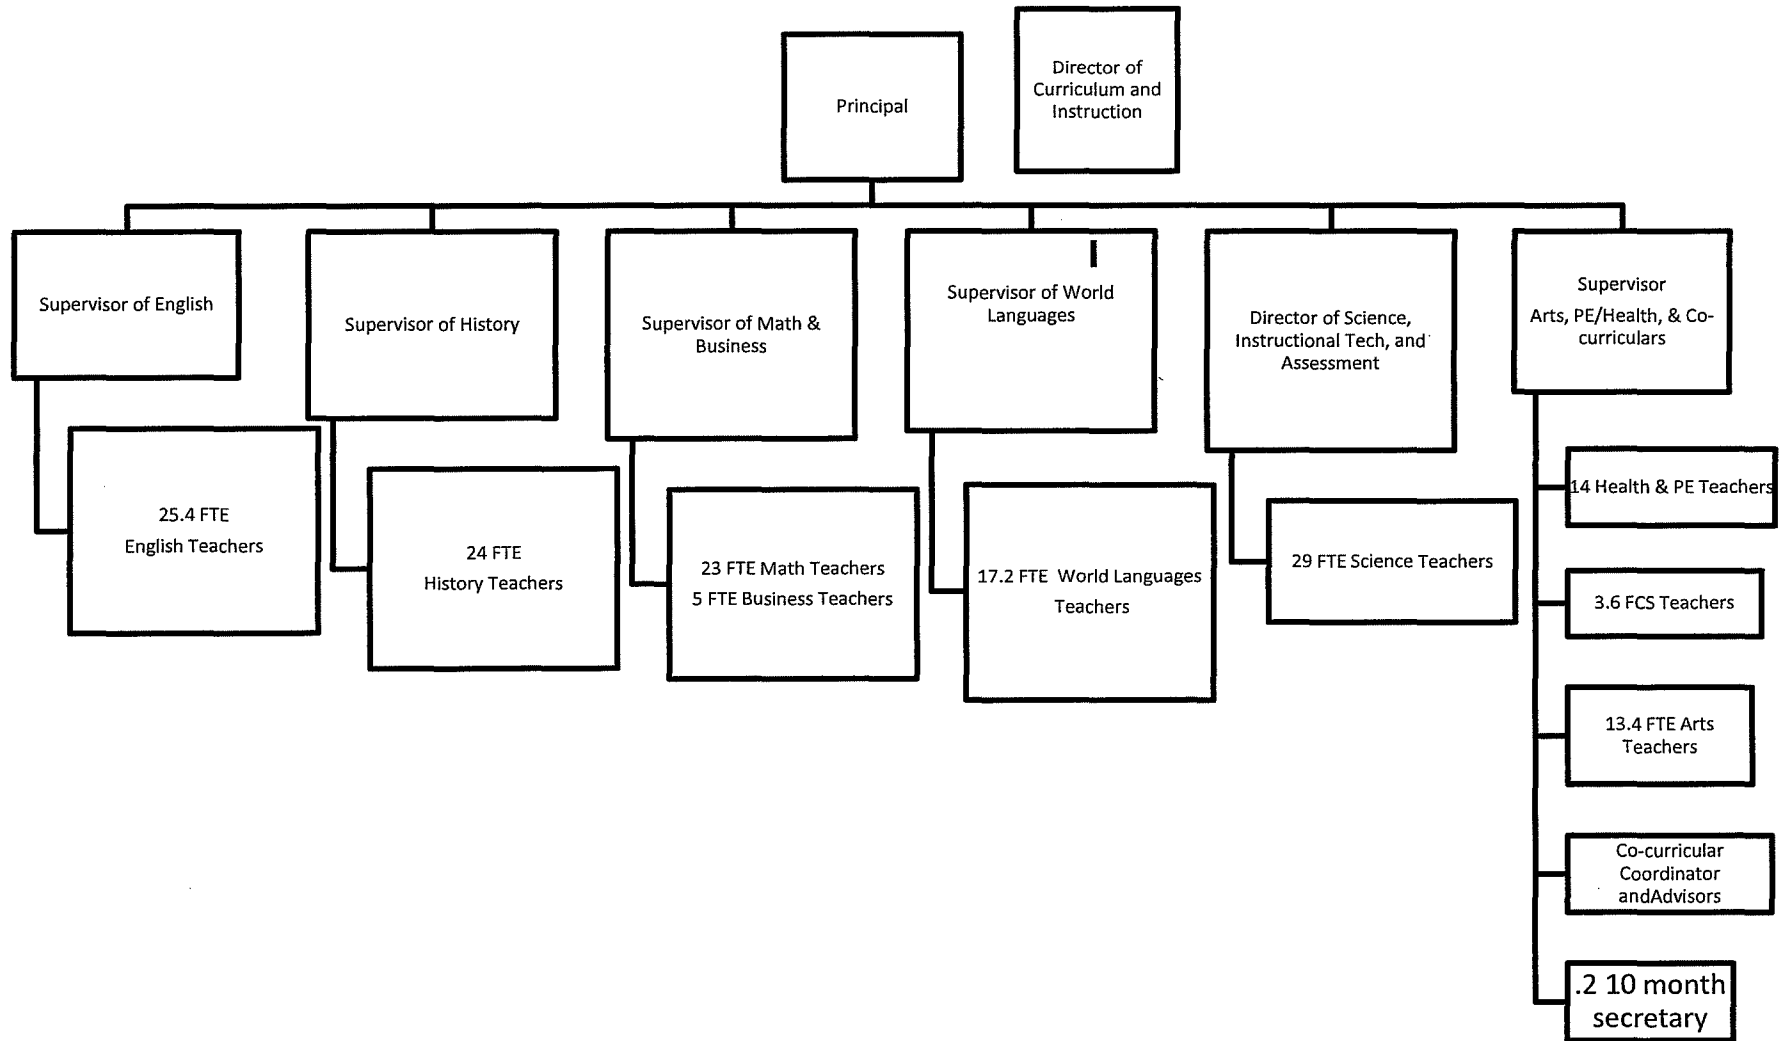 Principal
Director of
Curriculum and
Instruction
Supervisor of English
Supervisor of History
Supervisor of Math &
Business
Supervisor of World
Languages
Director of Science,
Instructional Tech, and
Assessment
Supervisor
Arts, PE/Health, & Co-
curriculars
25.4 FTE
English Teachers
24 FTE
History Teachers
23 FTE Math Teachers
5 FTE Business Teachers
17.2 FTE World Languages
Teachers
29 FTE Science Teachers
14 Health & PE Teachers
3.6 FCS Teachers
13.4 FTE Arts
Teachers
Co-curricular
Coordinator
andAdvisors
.2 10 month
secretary